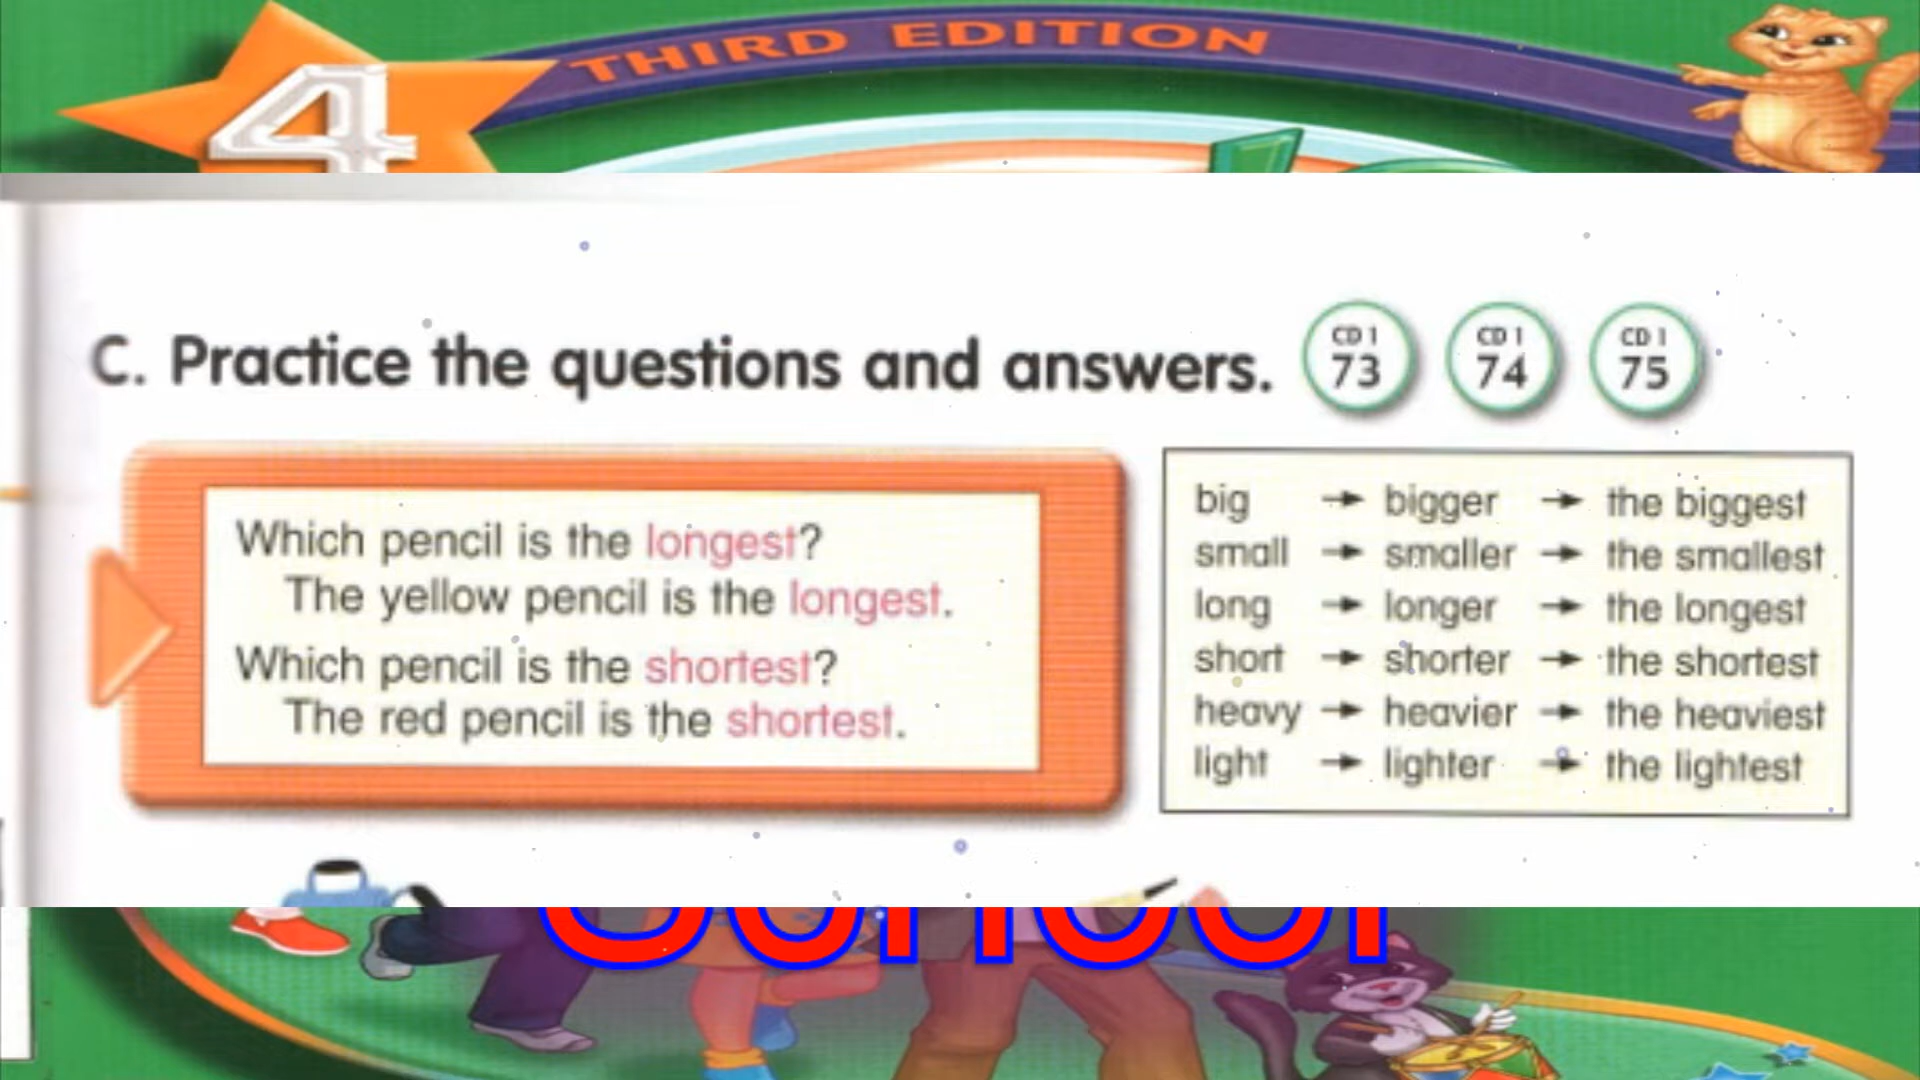 4
THIRD EDITION
C. Practice the questions and answers.
CD 1
73
CD 1
74
CD 1
75
Which pencil is the longest?
The yellow pencil is the longest.
Which pencil is the shortest?
The red pencil is the shortest.
big → bigger → the biggest
small → smaller → the smallest
long → longer → the longest
short → shorter → the shortest
heavy → heavier → the heaviest
light → lighter → the lightest
School